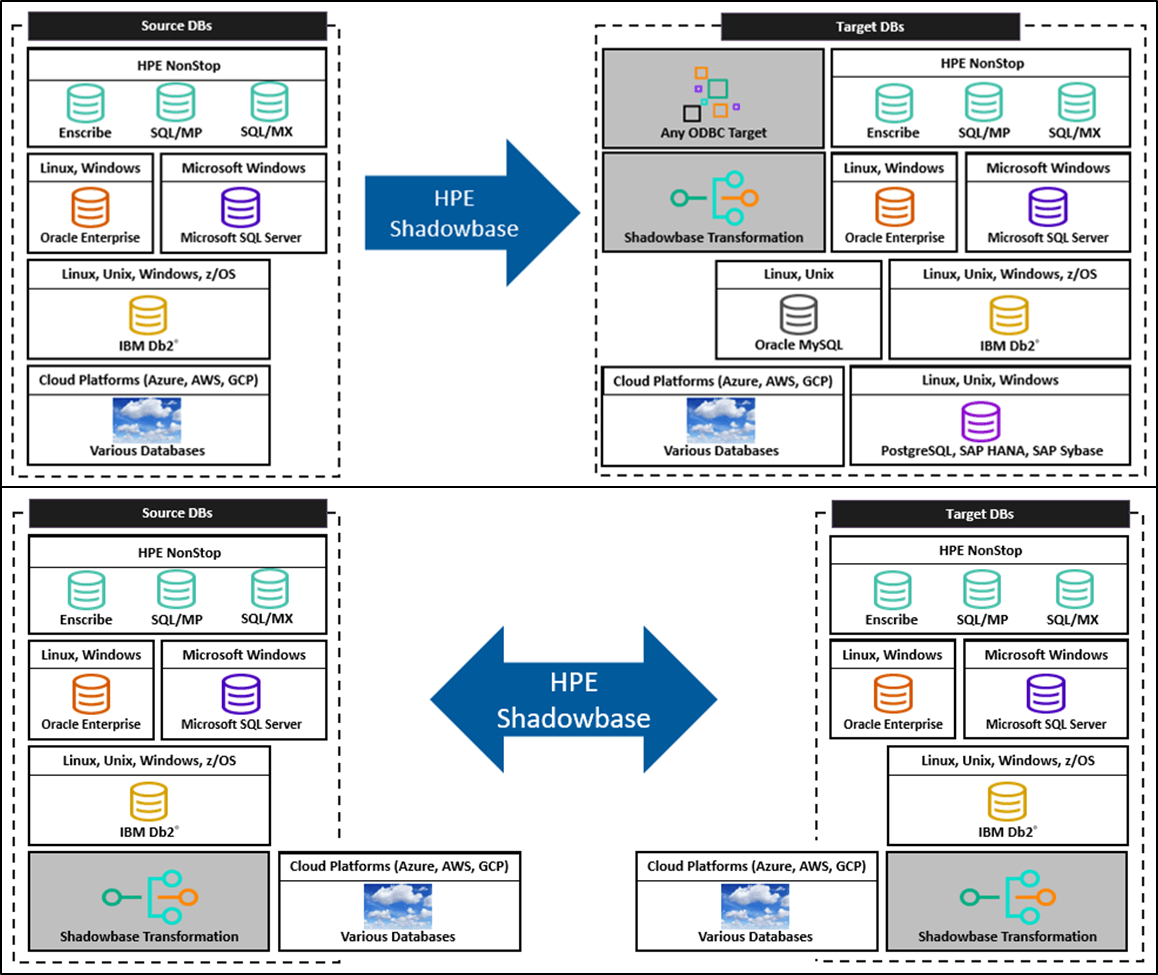 Source DBs
HPE NonStop
Enscribe
SQL/MP
SQL/MX
Linux, Windows
Oracle Enterprise
Microsoft Windows
Microsoft SQL Server
Linux, Unix, Windows, z/OS
IBM Db2®
Cloud Platforms (Azure, AWS, GCP)
Various Databases
HPE
Shadowbase
Target DBs
Any ODBC Target
HPE NonStop
Enscribe
SQL/MP
SQL/MX
Shadowbase Transformation
Linux, Windows
Oracle Enterprise
Microsoft Windows
Microsoft SQL Server
Linux, Unix
Oracle MySQL
Linux, Unix, Windows, z/OS
IBM Db2®
Cloud Platforms (Azure, AWS, GCP)
Various Databases
Linux, Unix, Windows
PostgreSQL, SAP HANA, SAP Sybase
Source DBs
HPE NonStop
Enscribe
SQL/MP
SQL/MX
Linux, Windows
Oracle Enterprise
Microsoft Windows
Microsoft SQL Server
Linux, Unix, Windows, z/OS
IBM Db2®
Shadowbase Transformation
Cloud Platforms (Azure, AWS, GCP)
Various Databases
HPE
Shadowbase
Target DBs
HPE NonStop
Enscribe
SQL/MP
SQL/MX
Linux, Windows
Oracle Enterprise
Microsoft Windows
Microsoft SQL Server
Linux, Unix, Windows, z/OS
IBM Db2®
Cloud Platforms (Azure, AWS, GCP)
Various Databases
Shadowbase Transformation